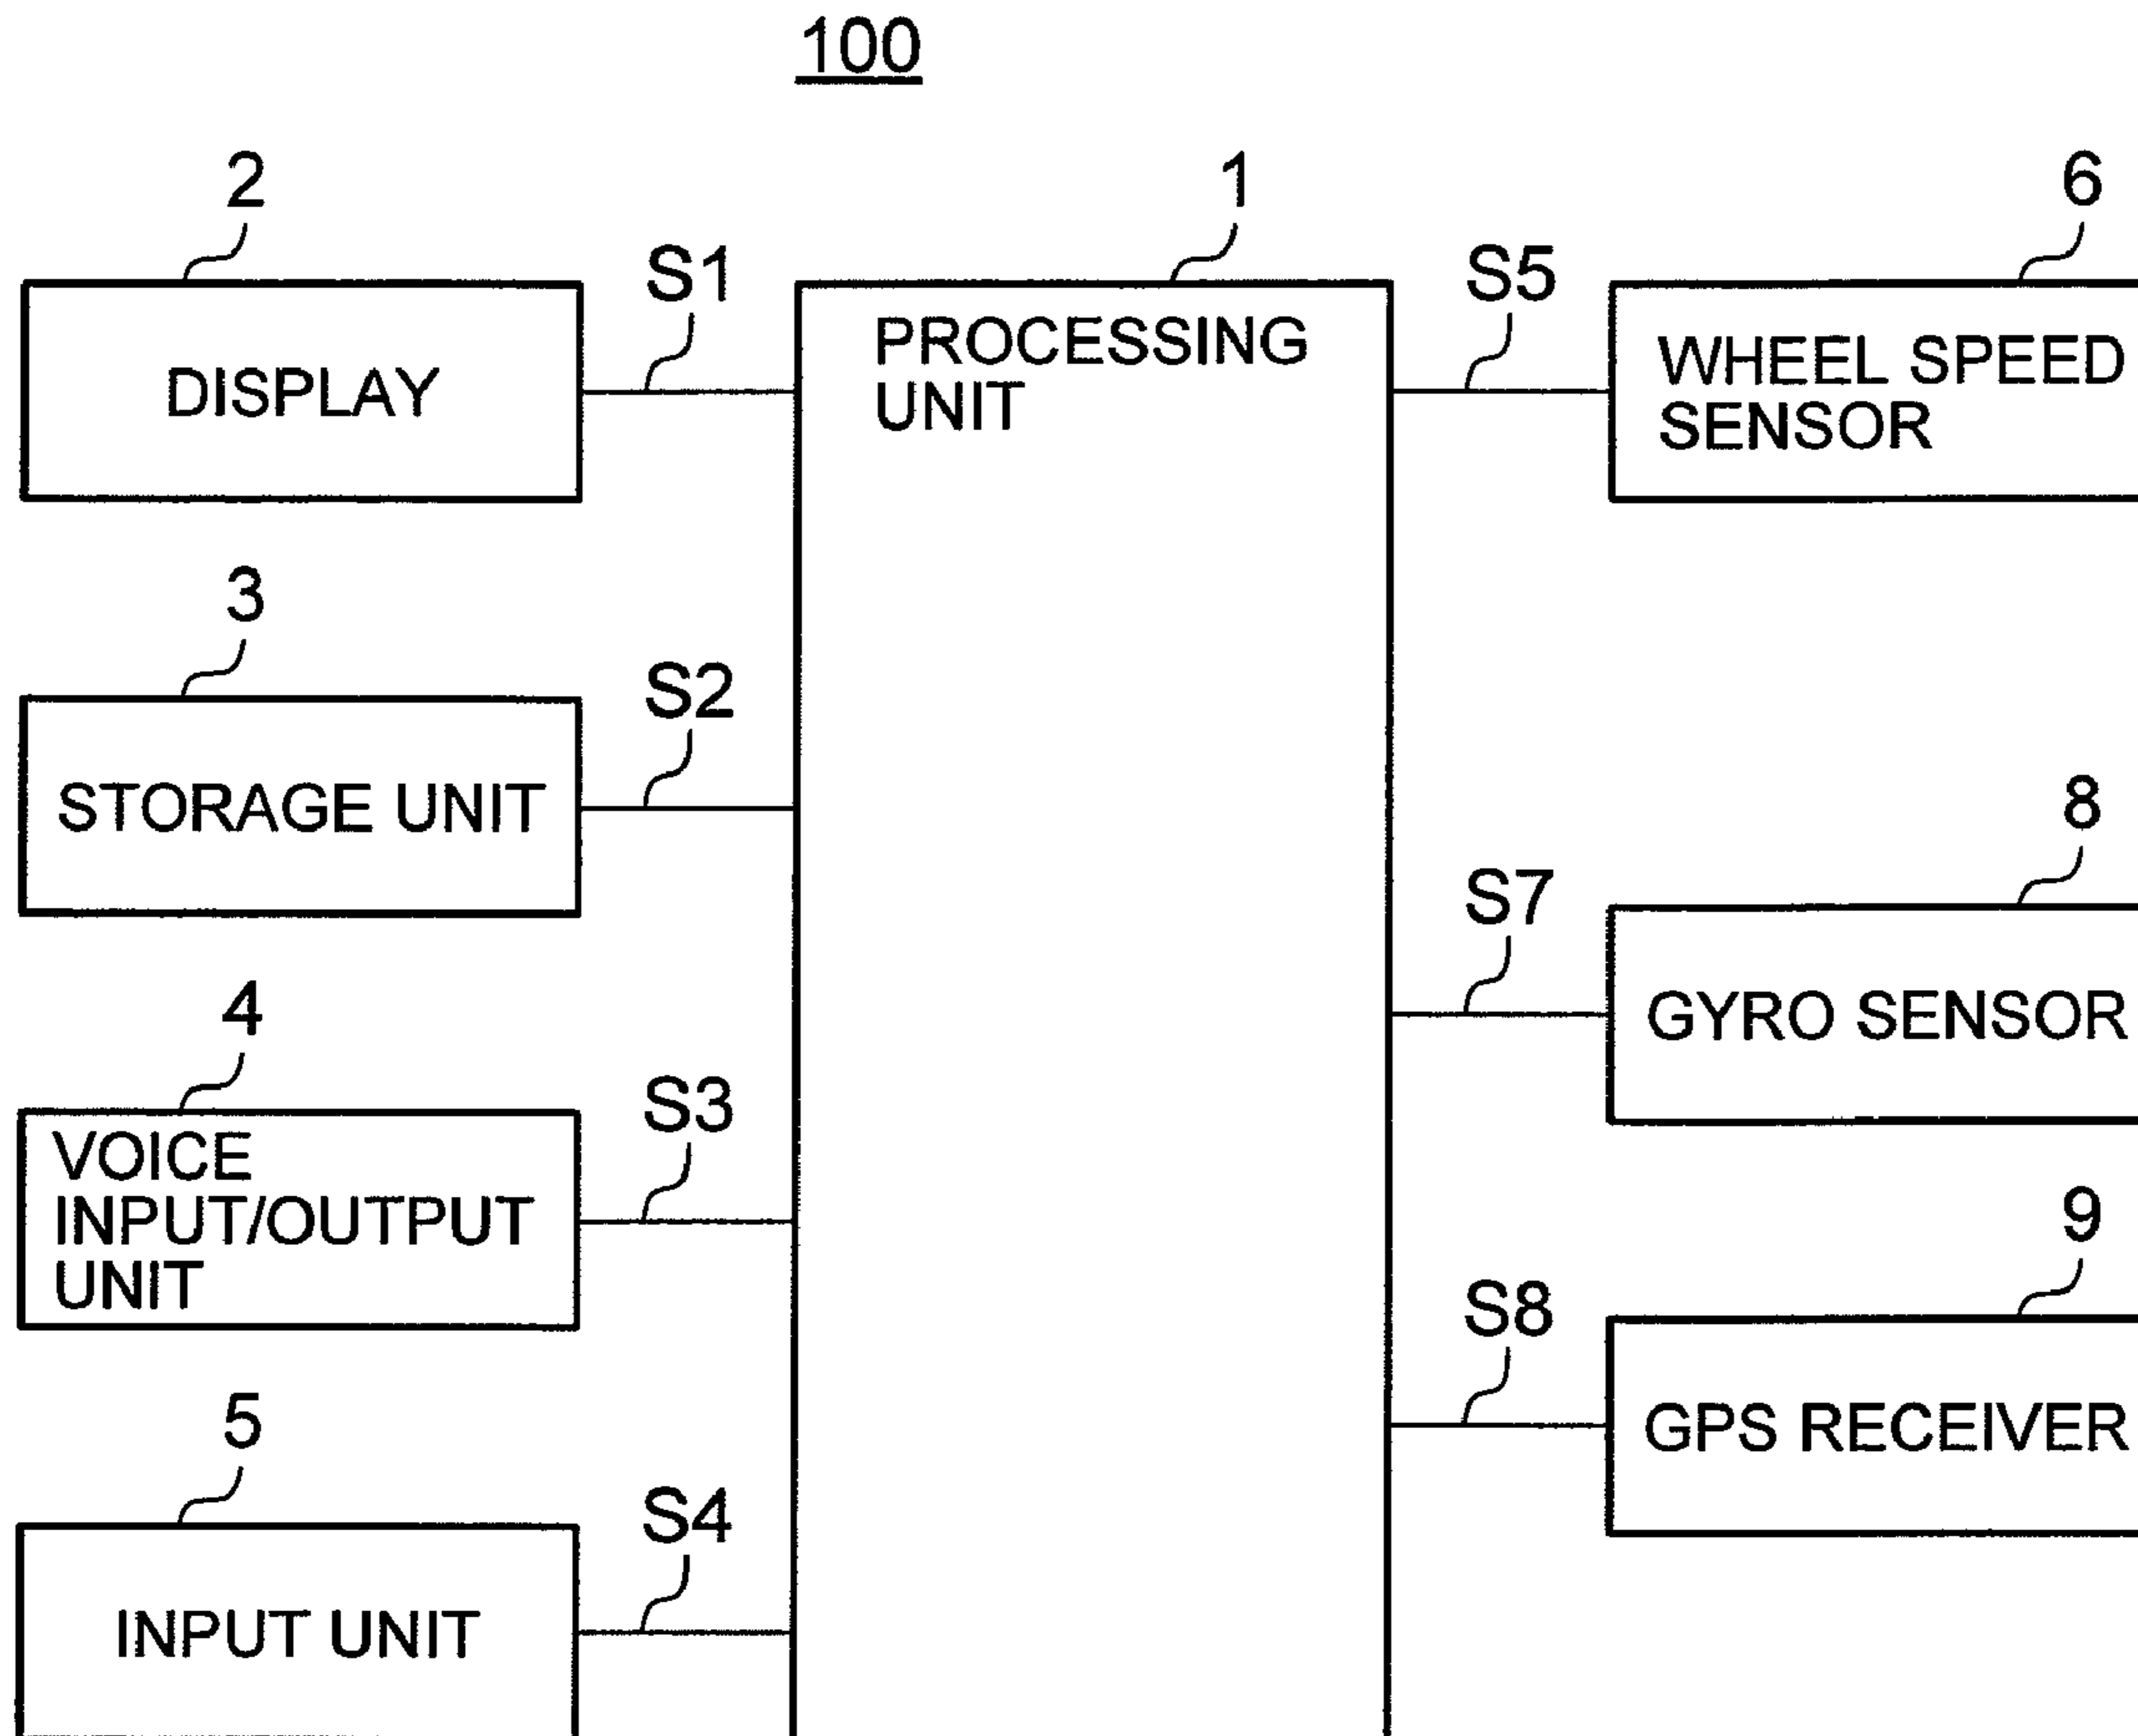 100
2
S1
DISPLAY
1
PROCESSING
UNIT
6
S5
WHEEL SPEED
SENSOR
3
S2
STORAGE UNIT
8
S7
GYRO SENSOR
4
S3
VOICE
INPUT/OUTPUT
UNIT
9
S8
GPS RECEIVER
5
S4
INPUT UNIT